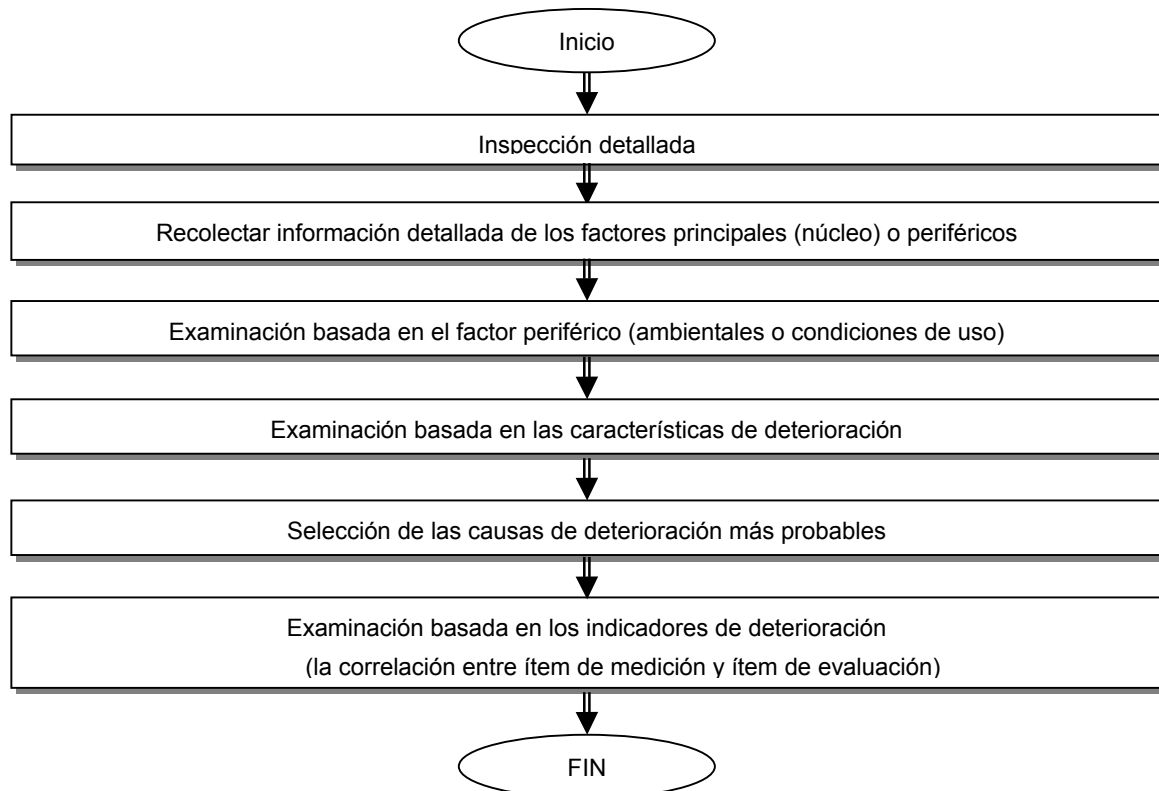 Inicio
Inspección detallada
Recolectar información detallada de los factores principales (núcleo) o periféricos
Examinación basada en el factor periférico (ambientales o condiciones de uso)
Examinación basada en las características de deterioración
Selección de las causas de deterioración más probables
Examinación basada en los indicadores de deterioración
(la correlación entre ítem de medición y ítem de evaluación)
FIN